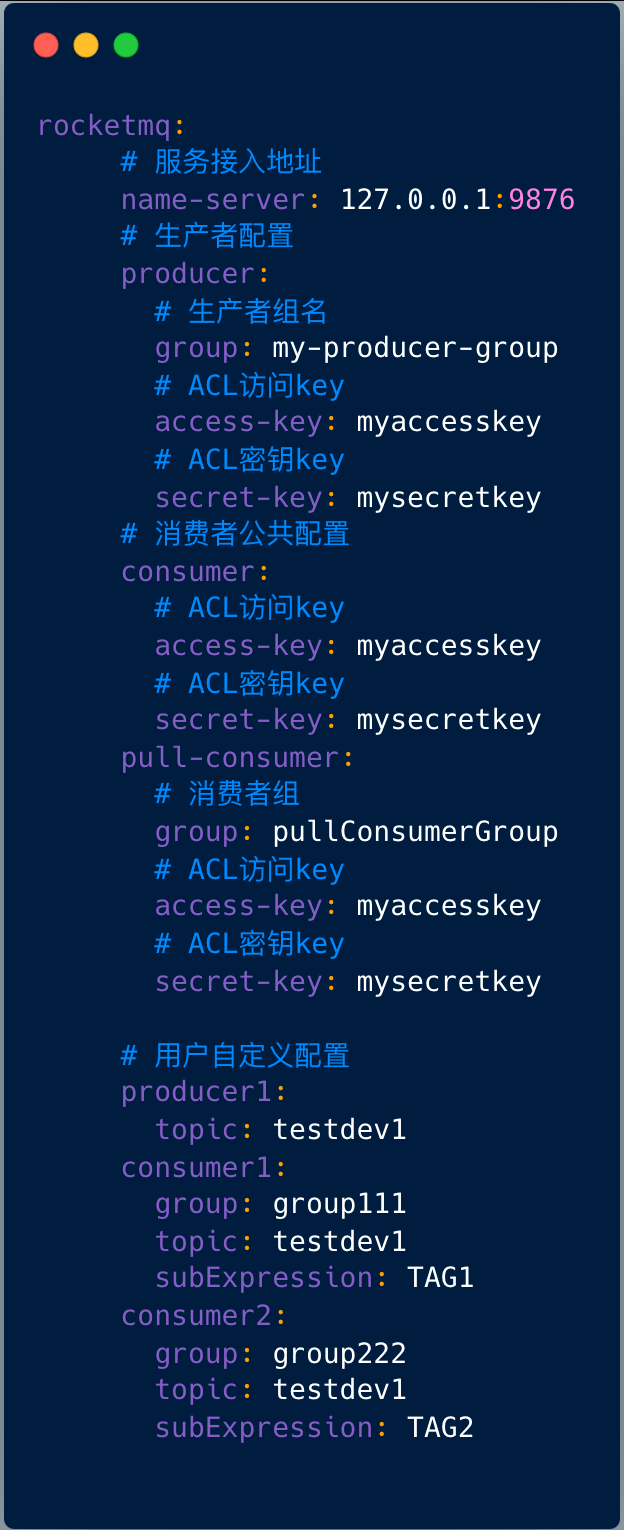 rocketmq:
     # 服务接入地址
     name-server: 127.0.0.1:9876
     # 生产者配置
     producer:
       # 生产者组名
       group: my-producer-group
       # ACL访问key
       access-key: myaccesskey
       # ACL密钥key
       secret-key: mysecretkey
     # 消费者公共配置
     consumer:
       # ACL访问key
       access-key: myaccesskey
       # ACL密钥key
       secret-key: mysecretkey
     pull-consumer:
       # 消费者组
       group: pullConsumerGroup
       # ACL访问key
       access-key: myaccesskey
       # ACL密钥key
       secret-key: mysecretkey

     # 用户自定义配置
     producer1:
       topic: testdev1
     consumer1:
       group: group111
       topic: testdev1
       subExpression: TAG1
     consumer2:
       group: group222
       topic: testdev1
       subExpression: TAG2